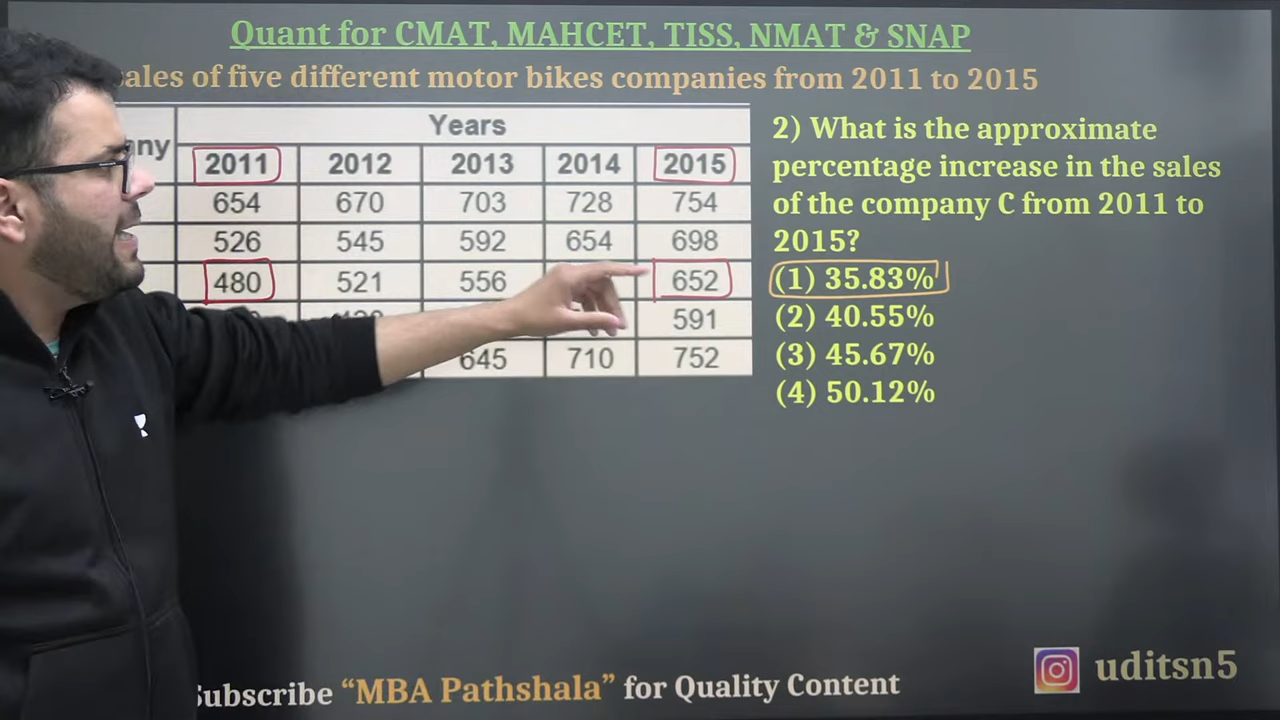 Quant for CMAT, MAHCET, TISS, NMAT & SNAP
of five different motor bikes companies from 2011 to 2015
Years
2011 2012 2013 2014 2015
654 670 703 728 754
526 545 592 654 698
480 521 556 652
591
645 710 752
2) What is the approximate
percentage increase in the sales
of the company C from 2011 to
2015?
(1) 35.83%
(2) 40.55%
(3) 45.67%
(4) 50.12%
Subscribe “MBA Pathshala” for Quality Content
uditsn5